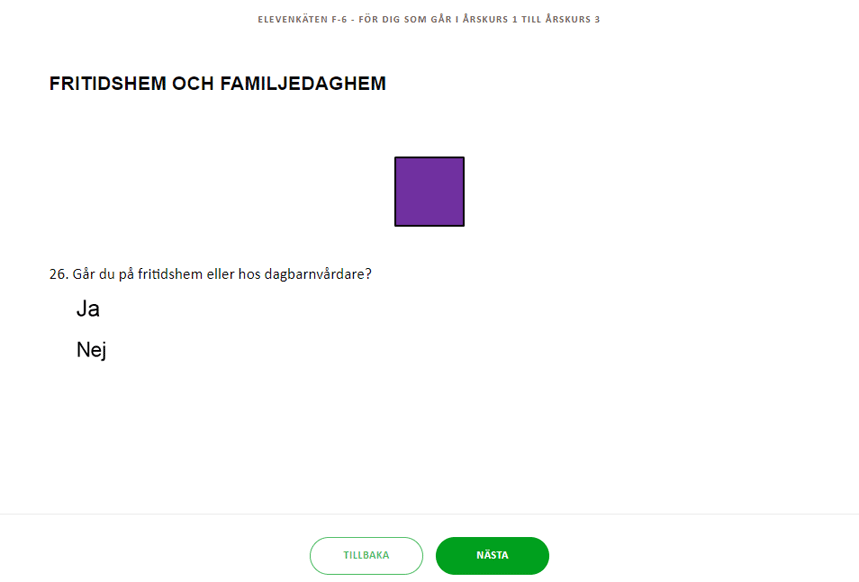 ELEVENKÄTEN F-6 - FÖR DIG SOM GÅR I ÅRSKURS 1 TILL ÅRSKURS 3
FRITIDSHEM OCH FAMILJEDAGHEM
26. Går du på fritidshem eller hos dagbarnvårdare?
Ja
Nej
TILLBAKA
NÄSTA